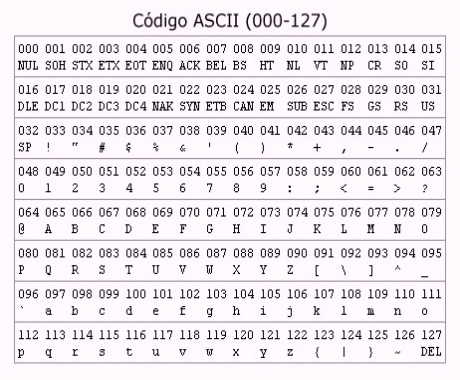 Código ASCII (000-127)
000 001 002 003 004 005 006 007 008 009 010 011 012 013 014 015
NUL SOH STX ETX EOT ENQ ACK BEL BS HT NL VT NP CR SO SI
016 017 018 019 020 021 022 023 024 025 026 027 028 029 030 031
DLE DC1 DC2 DC3 DC4 NAK SYN ETB CAN EM SUB ESC FS GS RS US
032 033 034 035 036 037 038 039 040 041 042 043 044 045 046 047
SP ! " # $ % & ' ( ) * + , - . /
048 049 050 051 052 053 054 055 056 057 058 059 060 061 062 063
0 1 2 3 4 5 6 7 8 9 : ; < = > ?
064 065 066 067 068 069 070 071 072 073 074 075 076 077 078 079
@ A B C D E F G H I J K L M N O
080 081 082 083 084 085 086 087 088 089 090 091 092 093 094 095
P Q R S T U V W X Y Z [ \ ] ^ _
096 097 098 099 100 101 102 103 104 105 106 107 108 109 110 111
` a b c d e f g h i j k l m n o
112 113 114 115 116 117 118 119 120 121 122 123 124 125 126 127
p q r s t u v w x y z { | } ~ DEL